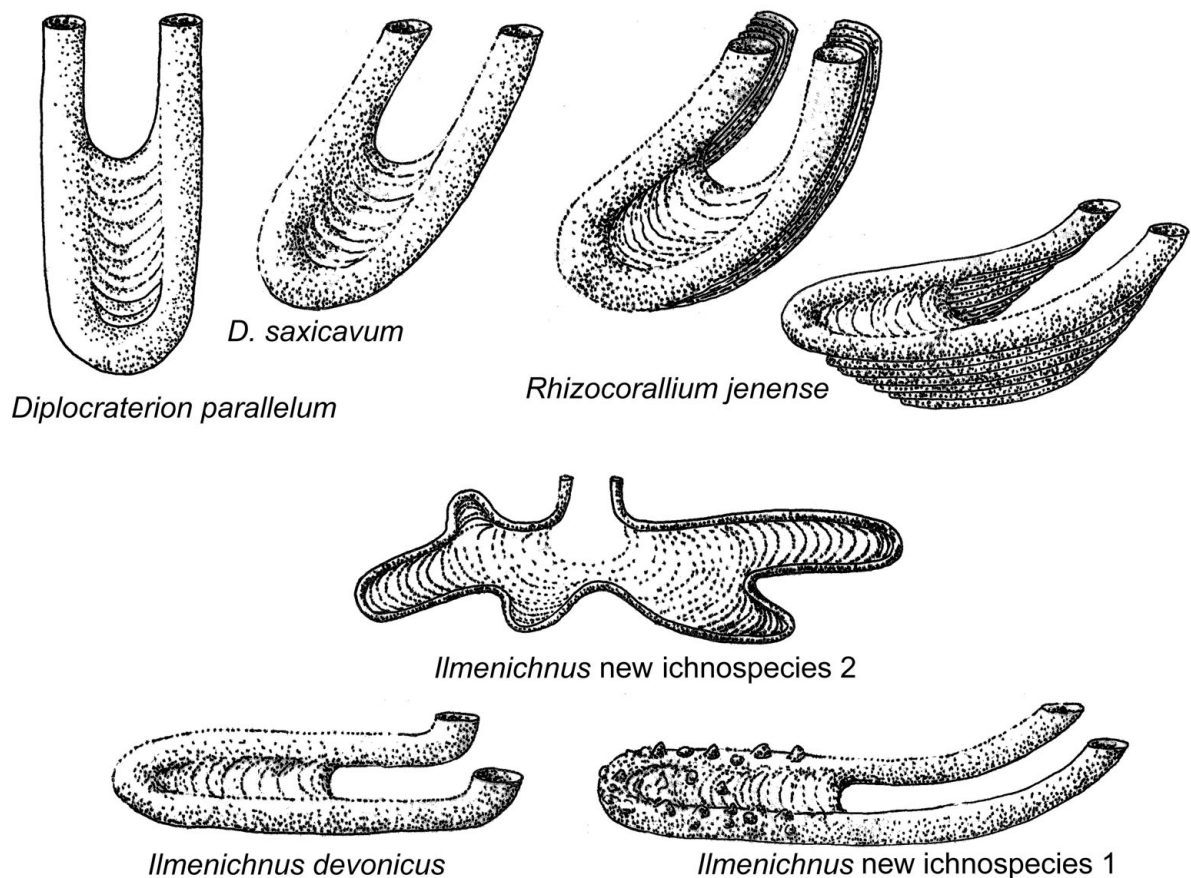 D. saxicavum
Diplocraterion parallelum
Rhizocorallium jenense
Ilmenichnus new ichnospecies 2
Ilmenichnus devonicus
Ilmenichnus new ichnospecies 1